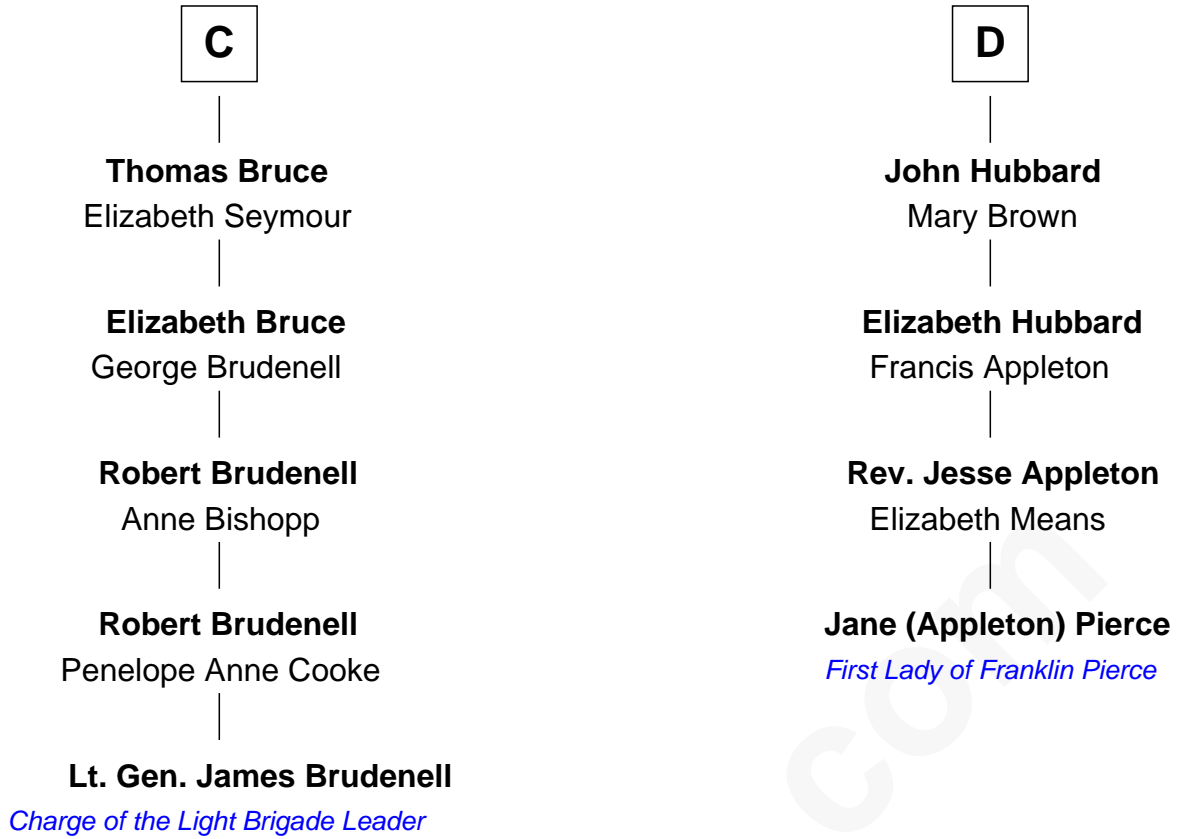 C
Thomas Bruce
Elizabeth Seymour
Elizabeth Bruce
George Brudenell
Robert Brudenell
Anne Bishopp
Robert Brudenell
Penelope Anne Cooke
Lt. Gen. James Brudenell
Charge of the Light Brigade Leader
D
John Hubbard
Mary Brown
Elizabeth Hubbard
Francis Appleton
Rev. Jesse Appleton
Elizabeth Means
Jane (Appleton) Pierce
First Lady of Franklin Pierce
com